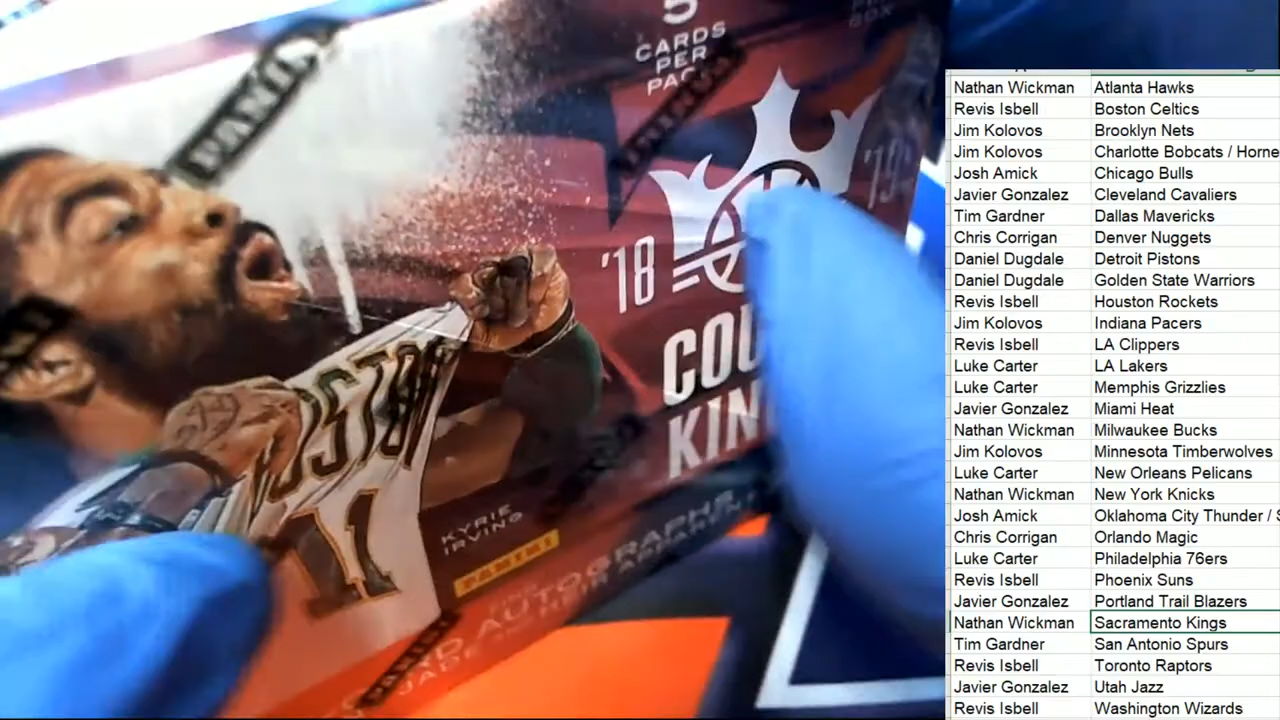 5
CARDS
PER
PACK
BOX
PANINI
PANINI
'18
'19
COU
KIN
BOSTON
11
KYRIE
IRVING
PANINI
AUTOGRAPHS
Nathan Wickman Atlanta Hawks
Revis Isbell Boston Celtics
Jim Kolovos Brooklyn Nets
Jim Kolovos Charlotte Bobcats / Horne
Josh Amick Chicago Bulls
Javier Gonzalez Cleveland Cavaliers
Tim Gardner Dallas Mavericks
Chris Corrigan Denver Nuggets
Daniel Dugdale Detroit Pistons
Daniel Dugdale Golden State Warriors
Revis Isbell Houston Rockets
Jim Kolovos Indiana Pacers
Revis Isbell LA Clippers
Luke Carter LA Lakers
Luke Carter Memphis Grizzlies
Javier Gonzalez Miami Heat
Nathan Wickman Milwaukee Bucks
Jim Kolovos Minnesota Timberwolves
Luke Carter New Orleans Pelicans
Nathan Wickman New York Knicks
Josh Amick Oklahoma City Thunder / S
Chris Corrigan Orlando Magic
Luke Carter Philadelphia 76ers
Revis Isbell Phoenix Suns
Javier Gonzalez Portland Trail Blazers
Nathan Wickman Sacramento Kings
Tim Gardner San Antonio Spurs
Revis Isbell Toronto Raptors
Javier Gonzalez Utah Jazz
Revis Isbell Washington Wizards